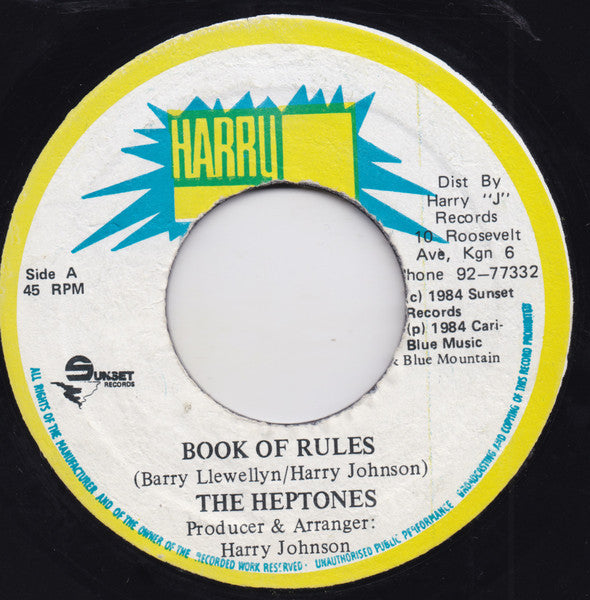 HARRY
Dist By
Harry "J"
Records
10 Roosevelt
Ave, Kgn 6
hone 92-77332
Side A
45 RPM
(c) 1984 Sunset
Records
(p) 1984 Cari-
Blue Music
& Blue Mountain
SUNSET
RECORDS
BOOK OF RULES
(Barry Llewellyn/Harry Johnson)
THE HEPTONES
Producer & Arranger:
Harry Johnson
ALL RIGHTS OF THE MANUFACTURER AND OF THE OWNER OF THE RECORDED WORK RESERVED - UNAUTHORISED PUBLIC PERFORMANCE BROADCASTING AND COPYING OF THIS RECORD PROHIBITED